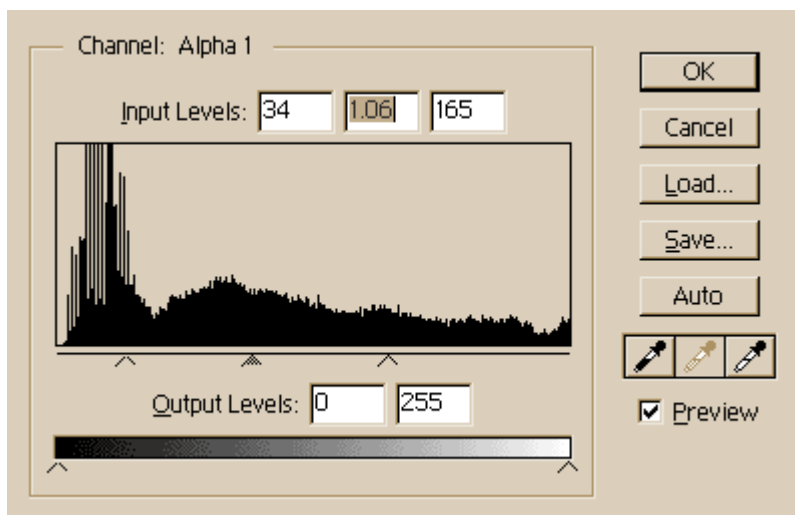 Channel: Alpha 1
Input Levels: 34 1.06 165
Output Levels: 0 255
OK
Cancel
Load...
Save...
Auto
Preview